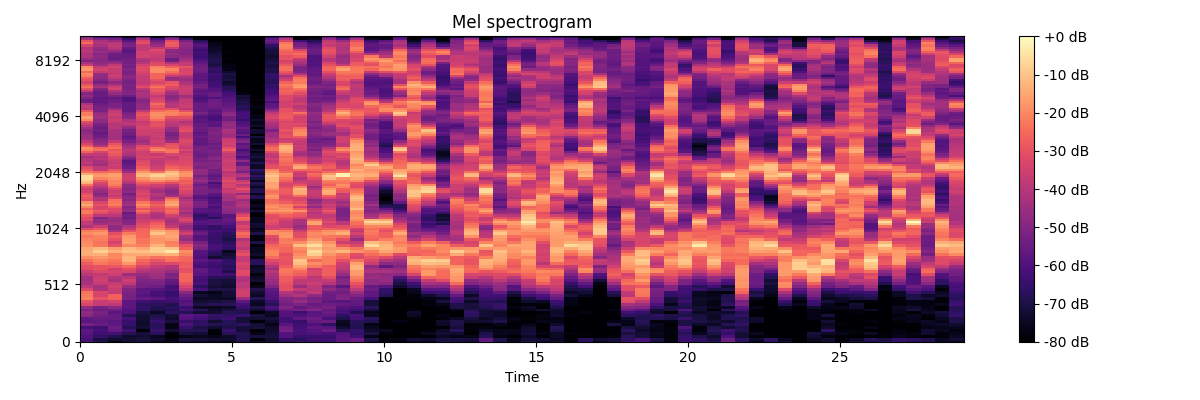 Mel spectrogram
Hz
8192
4096
2048
1024
512
0
0 5 10 15 20 25
Time
+0 dB
-10 dB
-20 dB
-30 dB
-40 dB
-50 dB
-60 dB
-70 dB
-80 dB